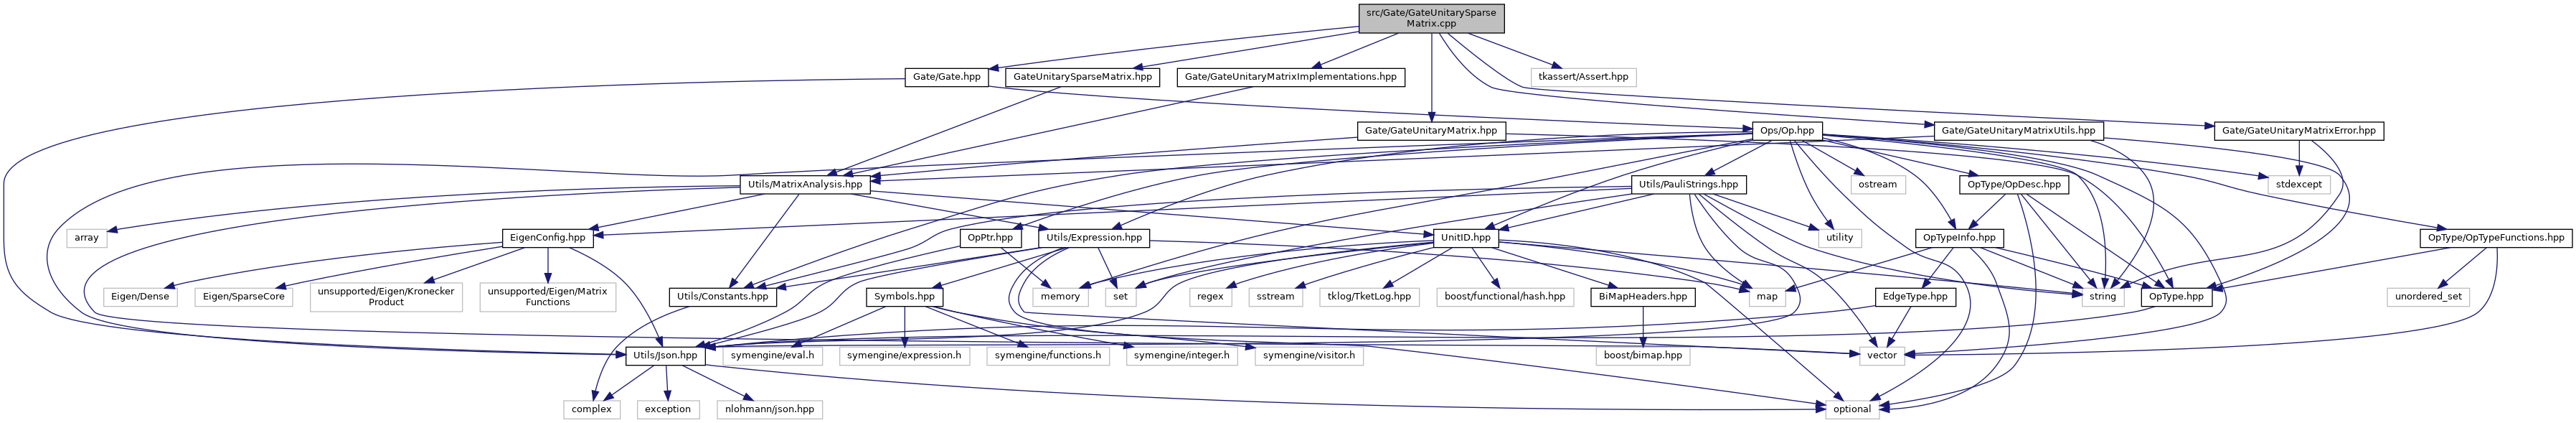 src/Gate/GateUnitarySparse
Matrix.cpp
Gate/Gate.hpp
GateUnitarySparseMatrix.hpp
Gate/GateUnitaryMatrixImplementations.hpp
tkassert/Assert.hpp
Gate/GateUnitaryMatrix.hpp
Ops/Op.hpp
Gate/GateUnitaryMatrixUtils.hpp
Gate/GateUnitaryMatrixError.hpp
Utils/MatrixAnalysis.hpp
Utils/PauliStrings.hpp
ostream
OpType/OpDesc.hpp
stdexcept
array
EigenConfig.hpp
OpPtr.hpp
Utils/Expression.hpp
UnitID.hpp
utility
OpTypeInfo.hpp
OpType/OpTypeFunctions.hpp
Eigen/Dense
Eigen/SparseCore
unsupported/Eigen/Kronecker
Product
unsupported/Eigen/Matrix
Functions
Utils/Constants.hpp
Symbols.hpp
memory
set
regex
sstream
tklog/TketLog.hpp
boost/functional/hash.hpp
BiMapHeaders.hpp
map
EdgeType.hpp
string
OpType.hpp
unordered_set
Utils/Json.hpp
symengine/eval.h
symengine/expression.h
symengine/functions.h
symengine/integer.h
symengine/visitor.h
boost/bimap.hpp
vector
complex
exception
nlohmann/json.hpp
optional